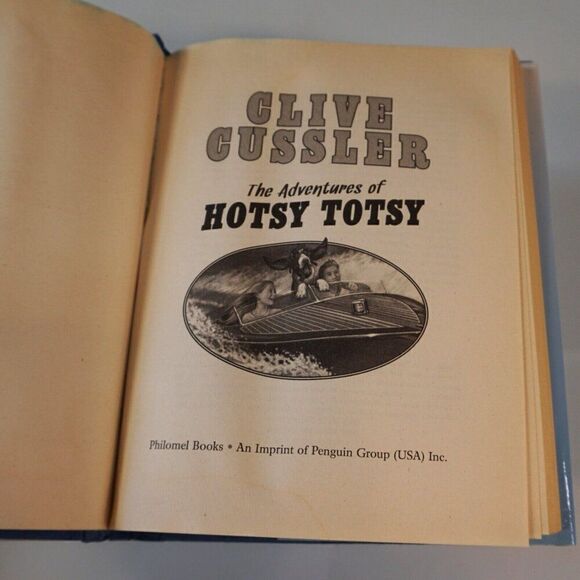 CLIVE
CUSSLER
The Adventures of
HOTSY TOTSY
Philomel Books • An Imprint of Penguin Group (USA) Inc.